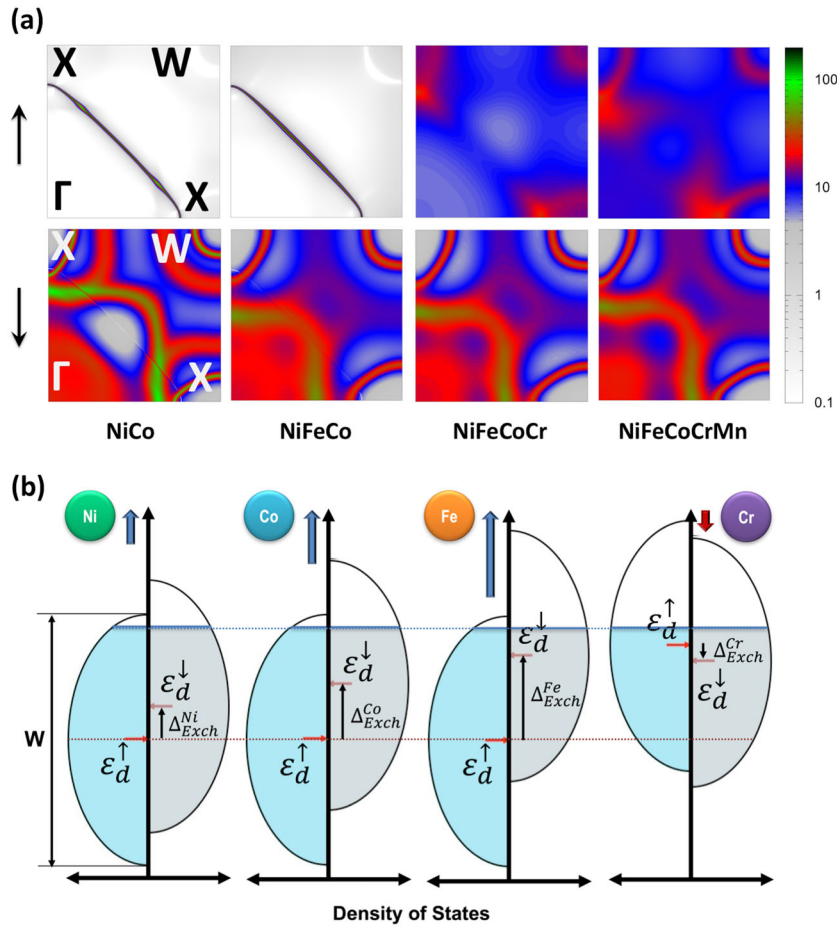 (a)
X W
Γ X
100
10
1
0.1
X W
Γ X
NiCo NiFeCo NiFeCoCr NiFeCoCrMn
(b)
Ni Co Fe Cr
W
ε_d^↑ ε_d^↓ Δ_Exch^Ni
ε_d^↑ ε_d^↓ Δ_Exch^Co
ε_d^↑ ε_d^↓ Δ_Exch^Fe
ε_d^↑ ε_d^↓ Δ_Exch^Cr
Density of States